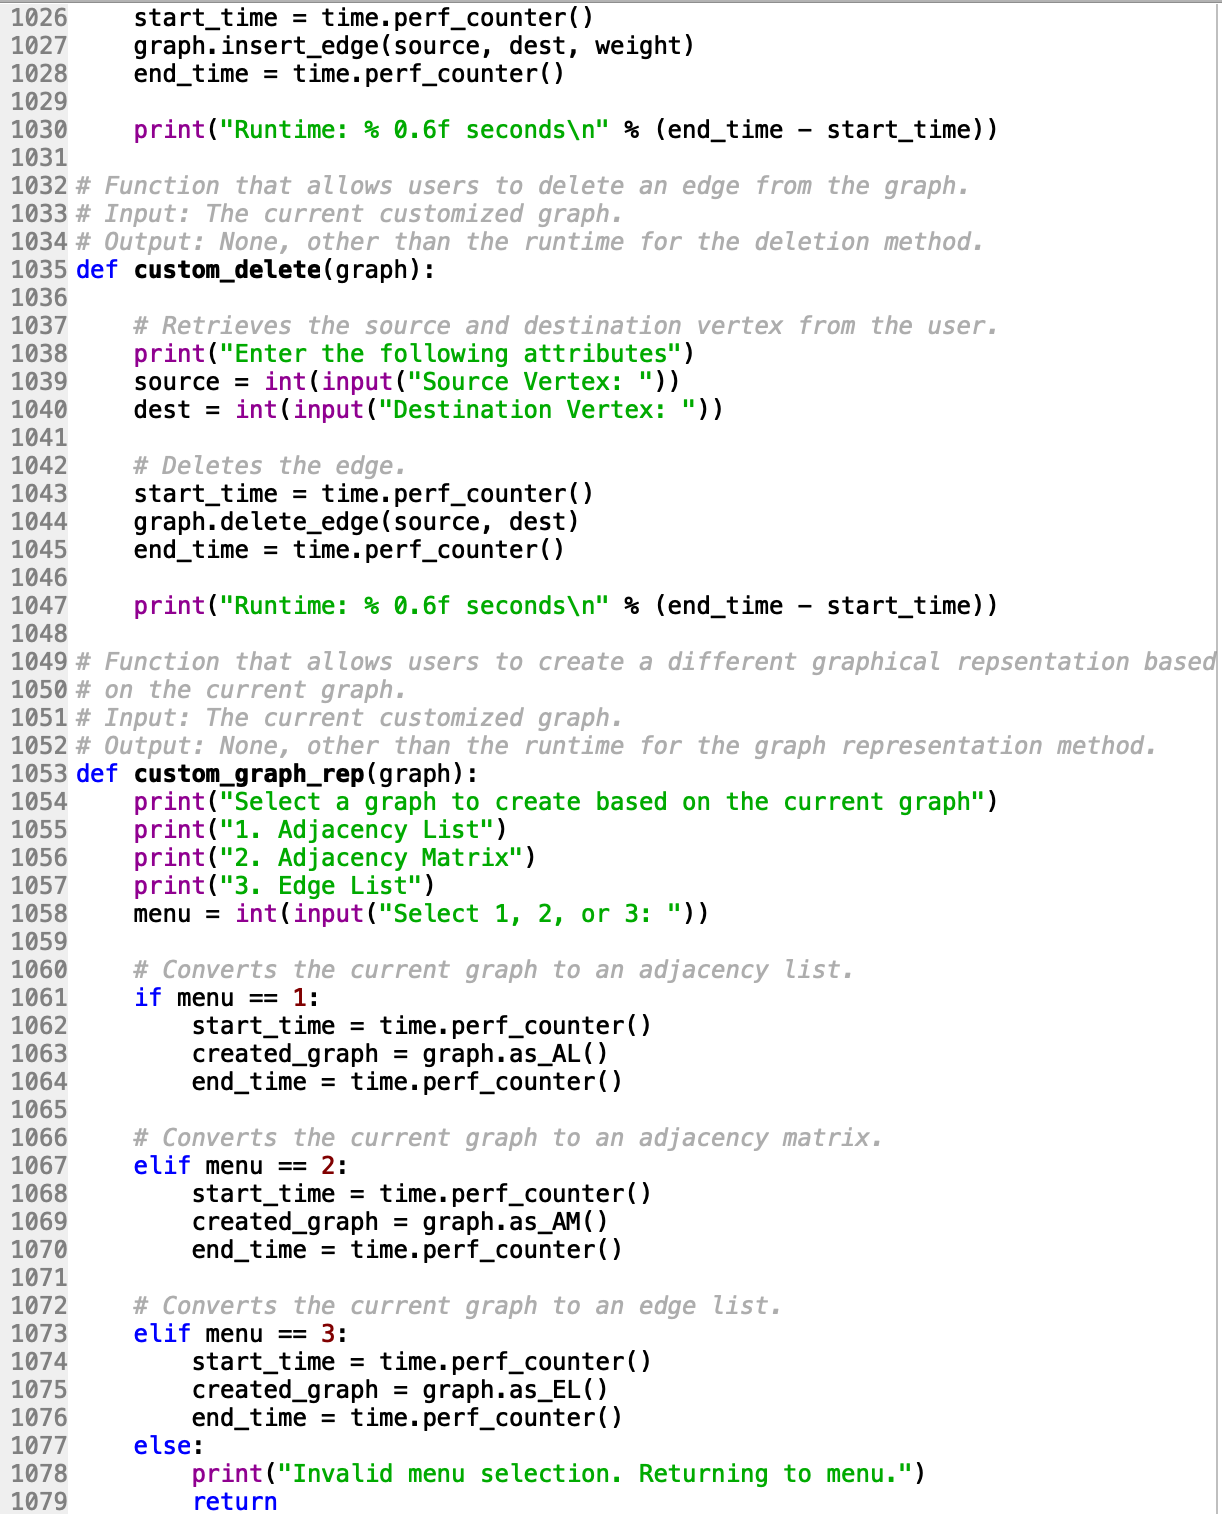 1026     start_time = time.perf_counter()
1027     graph.insert_edge(source, dest, weight)
1028     end_time = time.perf_counter()
1029
1030     print("Runtime: % 0.6f seconds\n" % (end_time - start_time))
1031
1032 # Function that allows users to delete an edge from the graph.
1033 # Input: The current customized graph.
1034 # Output: None, other than the runtime for the deletion method.
1035 def custom_delete(graph):
1036
1037     # Retrieves the source and destination vertex from the user.
1038     print("Enter the following attributes")
1039     source = int(input("Source Vertex: "))
1040     dest = int(input("Destination Vertex: "))
1041
1042     # Deletes the edge.
1043     start_time = time.perf_counter()
1044     graph.delete_edge(source, dest)
1045     end_time = time.perf_counter()
1046
1047     print("Runtime: % 0.6f seconds\n" % (end_time - start_time))
1048
1049 # Function that allows users to create a different graphical repsentation based
1050 # on the current graph.
1051 # Input: The current customized graph.
1052 # Output: None, other than the runtime for the graph representation method.
1053 def custom_graph_rep(graph):
1054     print("Select a graph to create based on the current graph")
1055     print("1. Adjacency List")
1056     print("2. Adjacency Matrix")
1057     print("3. Edge List")
1058     menu = int(input("Select 1, 2, or 3: "))
1059
1060     # Converts the current graph to an adjacency list.
1061     if menu == 1:
1062         start_time = time.perf_counter()
1063         created_graph = graph.as_AL()
1064         end_time = time.perf_counter()
1065
1066     # Converts the current graph to an adjacency matrix.
1067     elif menu == 2:
1068         start_time = time.perf_counter()
1069         created_graph = graph.as_AM()
1070         end_time = time.perf_counter()
1071
1072     # Converts the current graph to an edge list.
1073     elif menu == 3:
1074         start_time = time.perf_counter()
1075         created_graph = graph.as_EL()
1076         end_time = time.perf_counter()
1077     else:
1078         print("Invalid menu selection. Returning to menu.")
1079         return